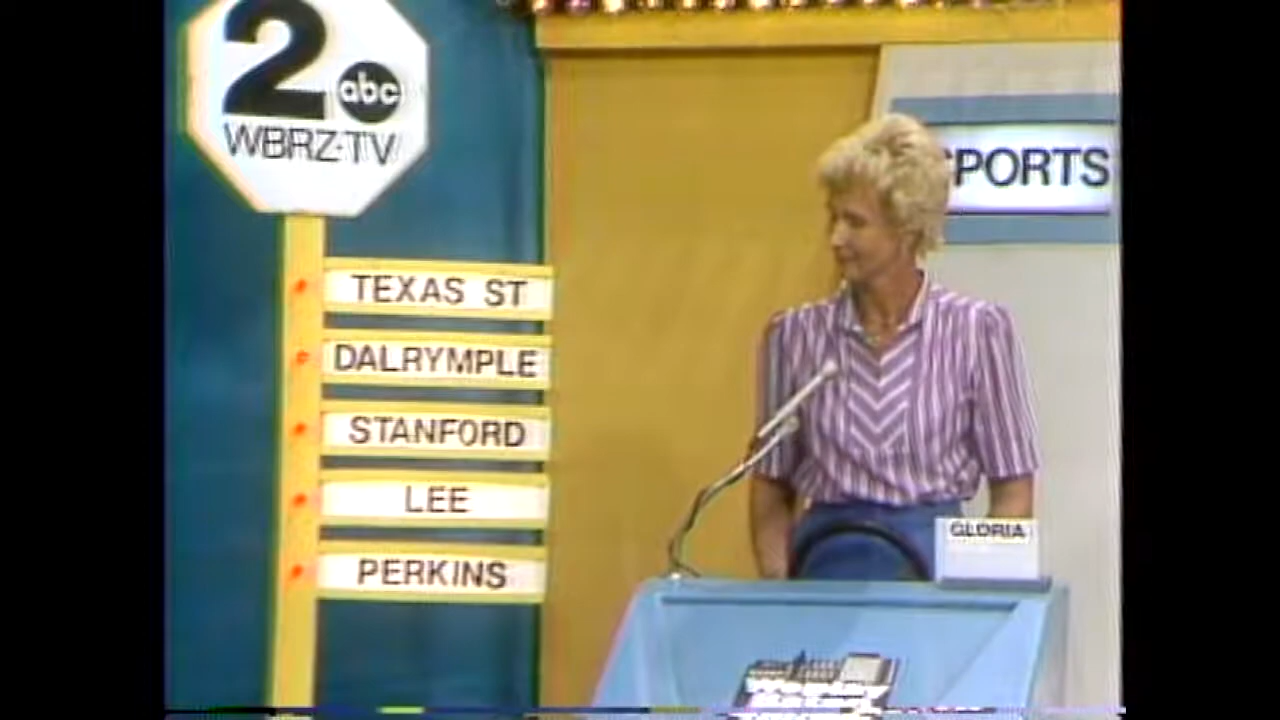 2 abc
WBRZ-TV
SPORTS
TEXAS ST
DALRYMPLE
STANFORD
LEE
PERKINS
GLORIA